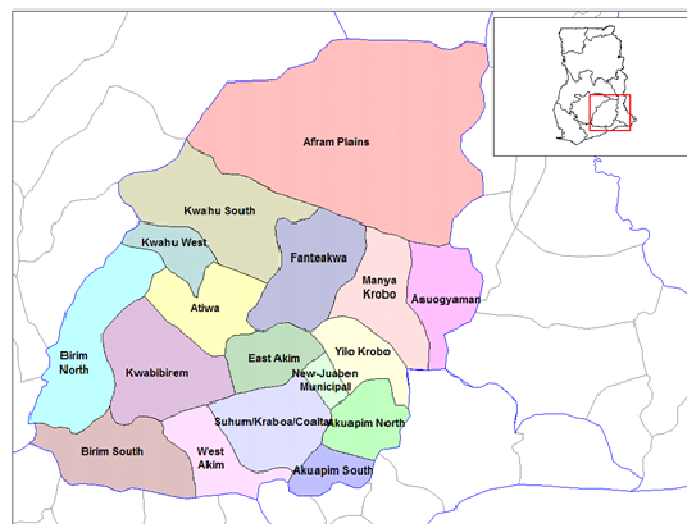 Afram Plains
Kwahu South
Kwahu West
Fanteakwa
Manya
Krobo
Asuogyaman
Atiwa
Birim
North
Kwabibirem
East Akim
Yilo Krobo
New-Juaben
Municipal
Suhum/Kraboa/Coaltar
Akuapim North
Birim South
West
Akim
Akuapim South